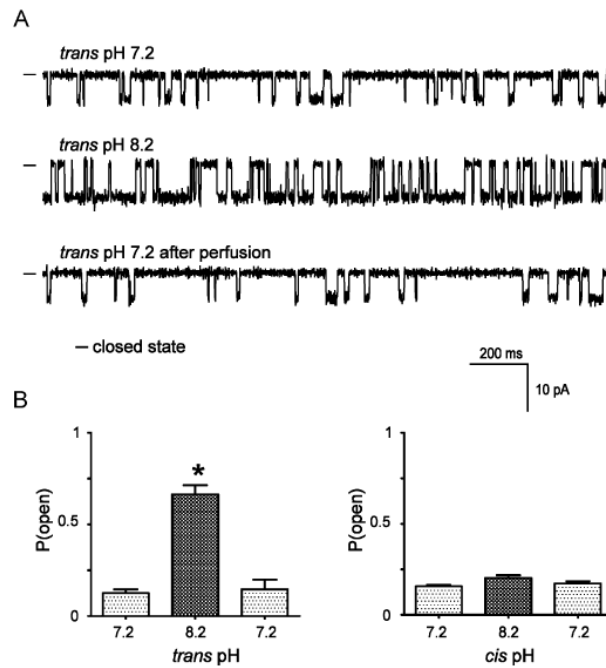 A
trans pH 7.2
trans pH 8.2
trans pH 7.2 after perfusion
— closed state
200 ms
10 pA
B
1
0.5
0
P(open)
*
7.2 8.2 7.2
trans pH
1
0.5
0
P(open)
7.2 8.2 7.2
cis pH